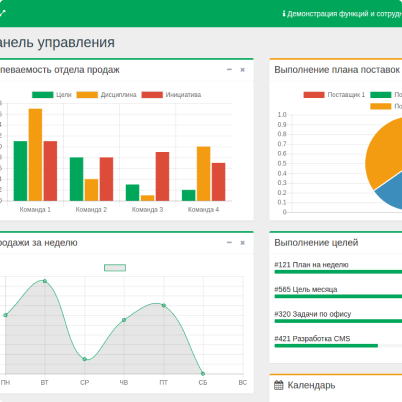 Демонстрация функций и сотруд
анель управления
певаемость отдела продаж
Цели Дисциплина Инициатива
Команда 1 Команда 2 Команда 3 Команда 4
Выполнение плана поставок
Поставщик 1 По
По
1.0
0.9
0.8
0.7
0.6
0.5
0.4
0.3
0.2
0.1
0
родажи за неделю
ПН ВТ СР ЧВ ПТ СБ ВС
Выполнение целей
#121 План на неделю
#565 Цель месяца
#320 Задачи по офису
#421 Разработка CMS
Календарь